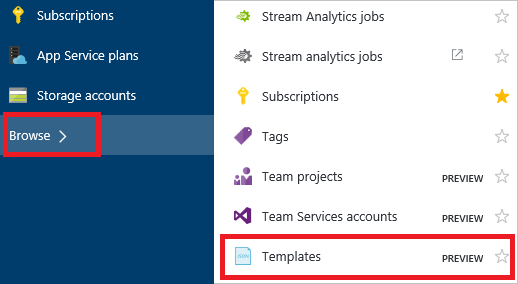 Subscriptions
App Service plans
Storage accounts
Browse
Stream Analytics jobs
Stream analytics jobs
Subscriptions
Tags
Team projects PREVIEW
Team Services accounts PREVIEW
JSON Templates PREVIEW